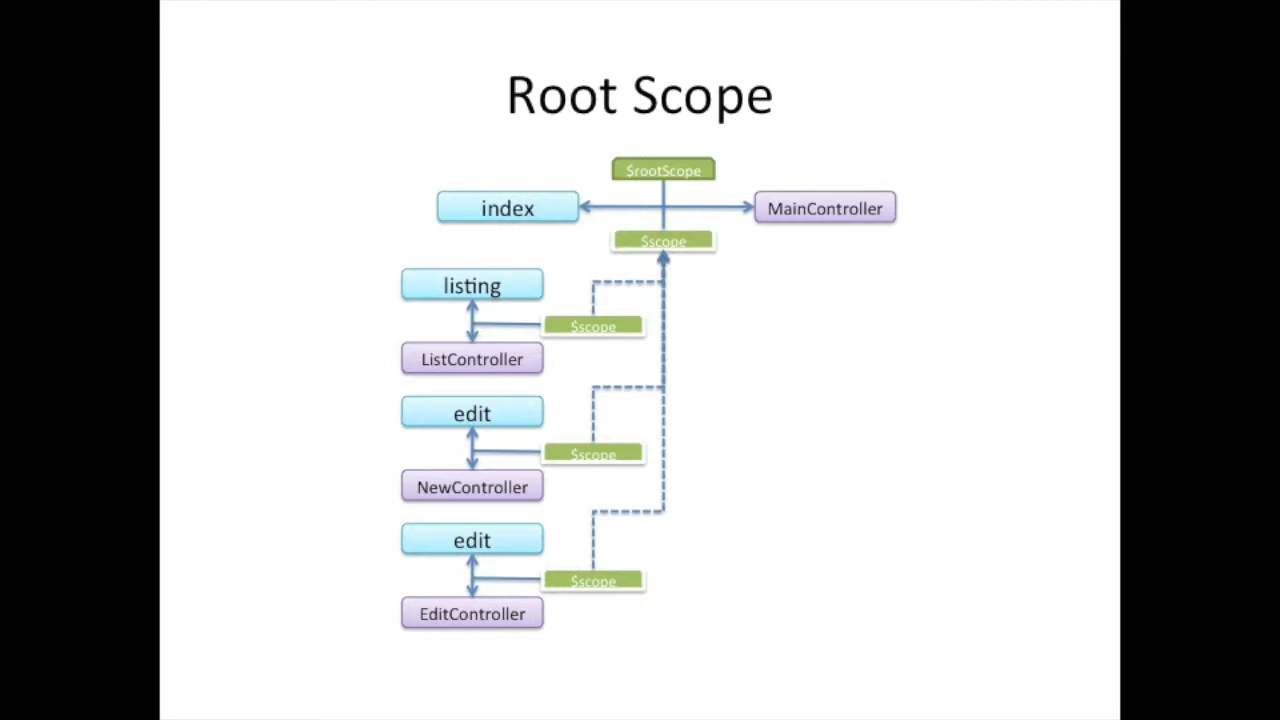 Root Scope
$rootScope
index
MainController
$scope
listing
$scope
ListController
edit
$scope
NewController
edit
$scope
EditController